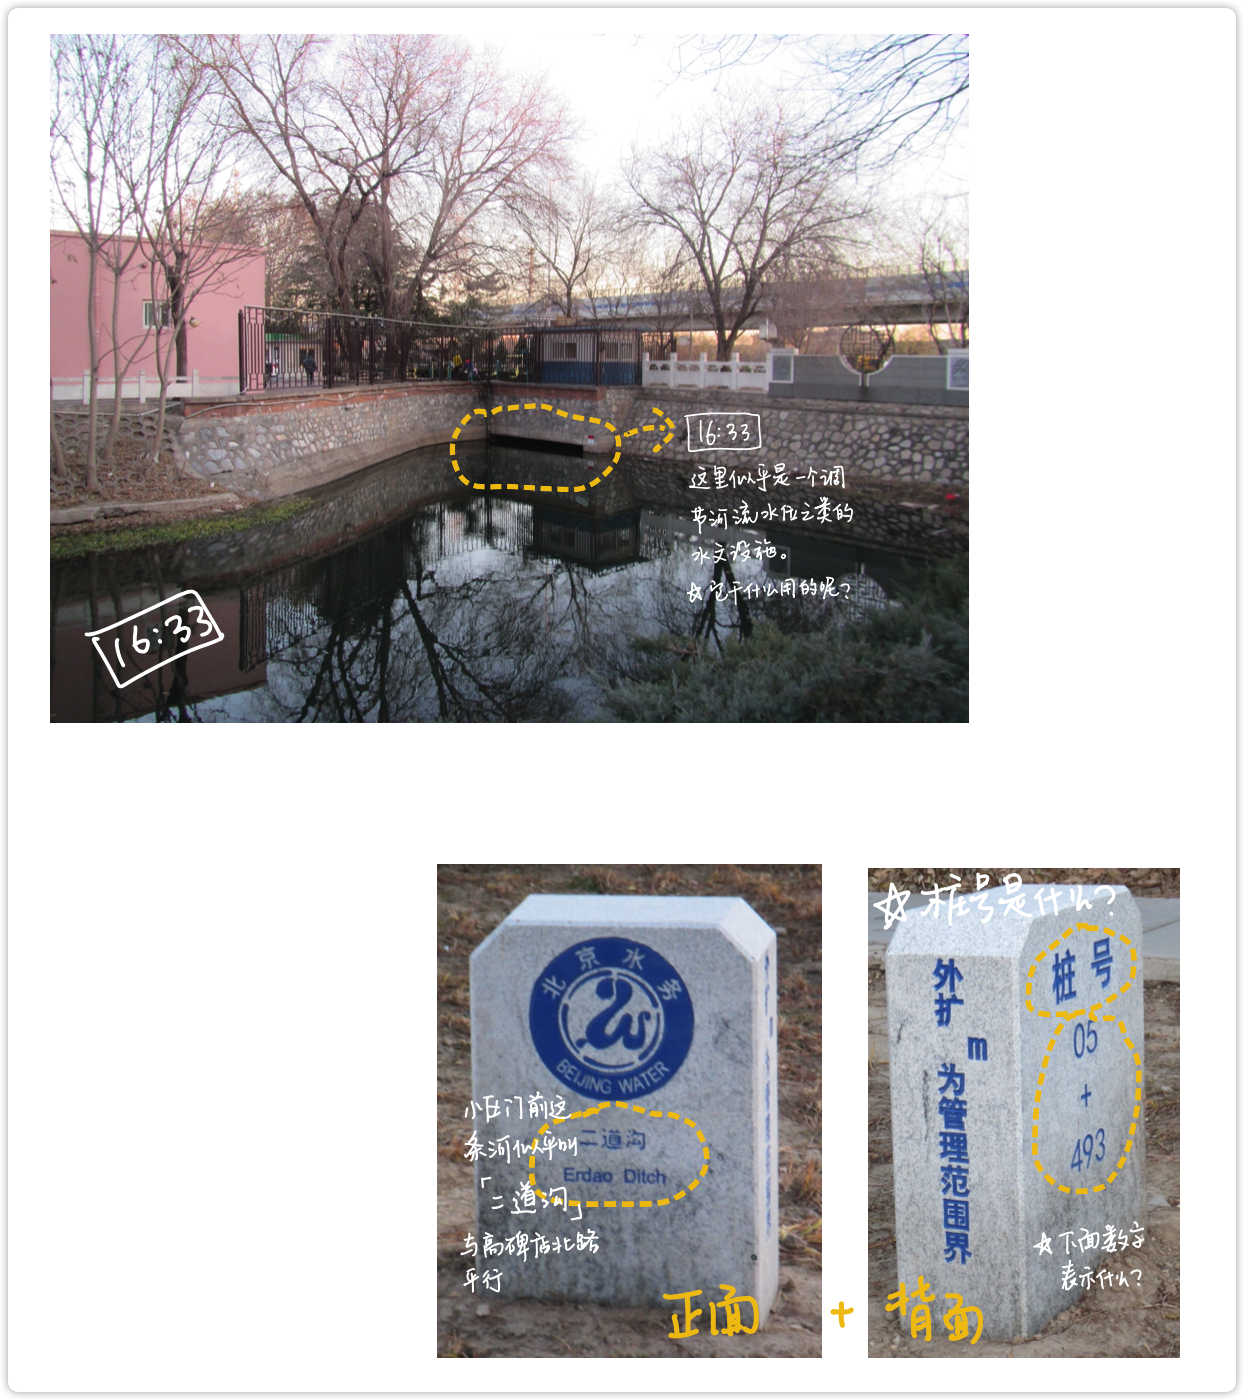 16:33
这里似乎是一个调
节河流水位之类的
水文设施。
☆它干什么用的呢?
16:33
北京水务
BEIJING WATER
二道沟
Erdao Ditch
小区门前这
条河似乎叫
「二道沟」
与高碑店北路
平行
正面
+
背面
☆桩号是什么?
外扩 m 为管理范围界
桩号
05
+
493
☆下面数字
表示什么?